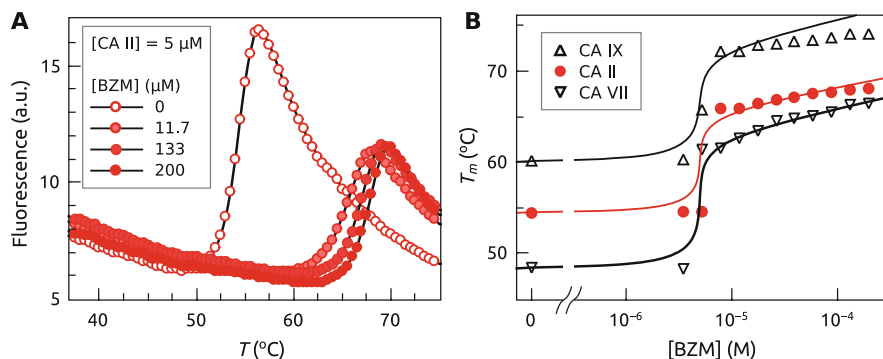 A
[CA II] = 5 µM
[BZM] (µM)
0
11.7
133
200
Fluorescence (a.u.)
15
10
5
40
50
60
70
T (°C)
B
CA IX
CA II
CA VII
T_m (°C)
70
60
50
0
10⁻⁶
10⁻⁵
10⁻⁴
[BZM] (M)